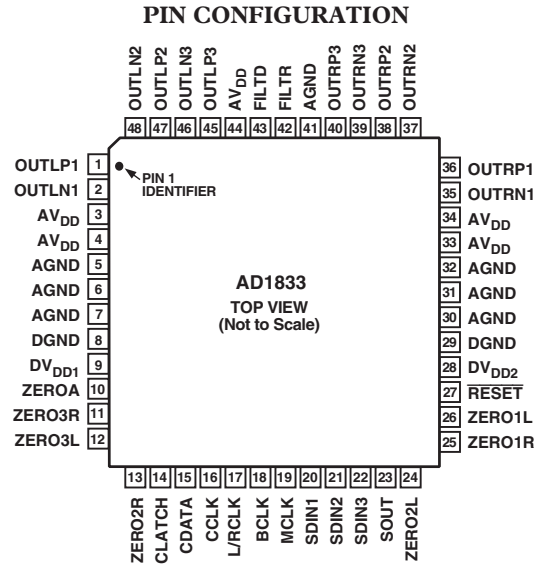 PIN CONFIGURATION
OUTLN2
OUTLP2
OUTLN3
OUTLP3
AVDD
FILTD
FILTR
AGND
OUTRP3
OUTRN3
OUTRP2
OUTRN2
48 47 46 45 44 43 42 41 40 39 38 37
OUTLP1 1
OUTLN1 2
AVDD 3
AVDD 4
AGND 5
AGND 6
AGND 7
DGND 8
DVDD1 9
ZEROA 10
ZERO3R 11
ZERO3L 12
PIN 1
IDENTIFIER
AD1833
TOP VIEW
(Not to Scale)
36 OUTRP1
35 OUTRN1
34 AVDD
33 AVDD
32 AGND
31 AGND
30 AGND
29 DGND
28 DVDD2
27 RESET
26 ZERO1L
25 ZERO1R
13 14 15 16 17 18 19 20 21 22 23 24
ZERO2R
CLATCH
CDATA
CCLK
L/RCLK
BCLK
MCLK
SDIN1
SDIN2
SDIN3
SOUT
ZERO2L